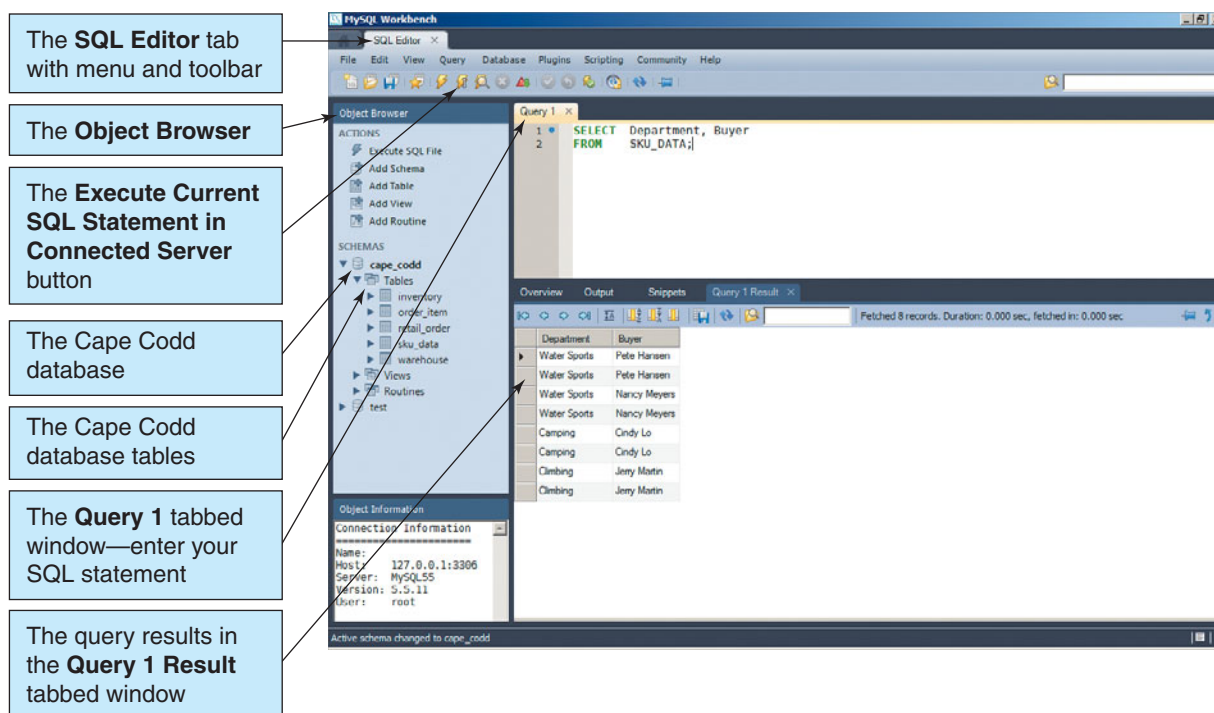 The SQL Editor tab
with menu and toolbar
The Object Browser
The Execute Current
SQL Statement in
Connected Server
button
The Cape Codd
database
The Cape Codd
database tables
The Query 1 tabbed
window—enter your
SQL statement
The query results in
the Query 1 Result
tabbed window
MySQL Workbench
SQL Editor
File Edit View Query Database Plugins Scripting Community Help
Object Browser
ACTIONS
Execute SQL File
Add Schema
Add Table
Add View
Add Routine
SCHEMAS
cape_codd
Tables
inventory
order_item
retail_order
sku_data
warehouse
Views
Routines
test
Object Information
Connection Information
Name:
Host: 127.0.0.1:3306
Server: MySQL55
Version: 5.5.11
User: root
Query 1
1 SELECT Department, Buyer
2 FROM SKU_DATA;
Overview Output Snippets Query 1 Result
Fetched 8 records. Duration: 0.000 sec, fetched in: 0.000 sec
Department Buyer
Water Sports Pete Hansen
Water Sports Pete Hansen
Water Sports Nancy Meyers
Water Sports Nancy Meyers
Camping Cindy Lo
Camping Cindy Lo
Climbing Jerry Martin
Climbing Jerry Martin
Active schema changed to cape_codd